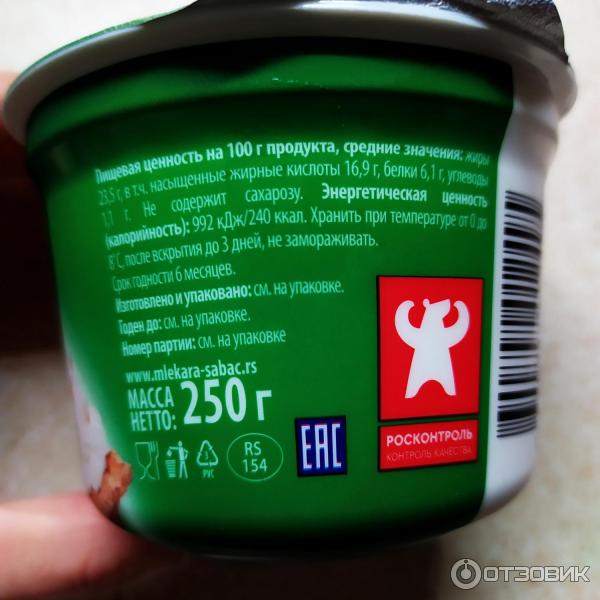 Пищевая ценность на 100 г продукта, средние значения: жиры
23,5 г, в т.ч. насыщенные жирные кислоты 16,9 г, белки 6,1 г, углеводы
1,1 г. Не содержит сахарозу. Энергетическая ценность
(калорийность): 992 кДж/240 ккал. Хранить при температуре от 0 до
8°С, после вскрытия до 3 дней, не замораживать.
Срок годности 6 месяцев.
Изготовлено и упаковано: см. на упаковке.
Годен до: см. на упаковке.
Номер партии: см. на упаковке
www.mlekara-sabac.rs
МАССА
НЕТТО: 250 г
RS
154
EAC
РОСКОНТРОЛЬ
КОНТРОЛЬ КАЧЕСТВА
ОТЗОВИК